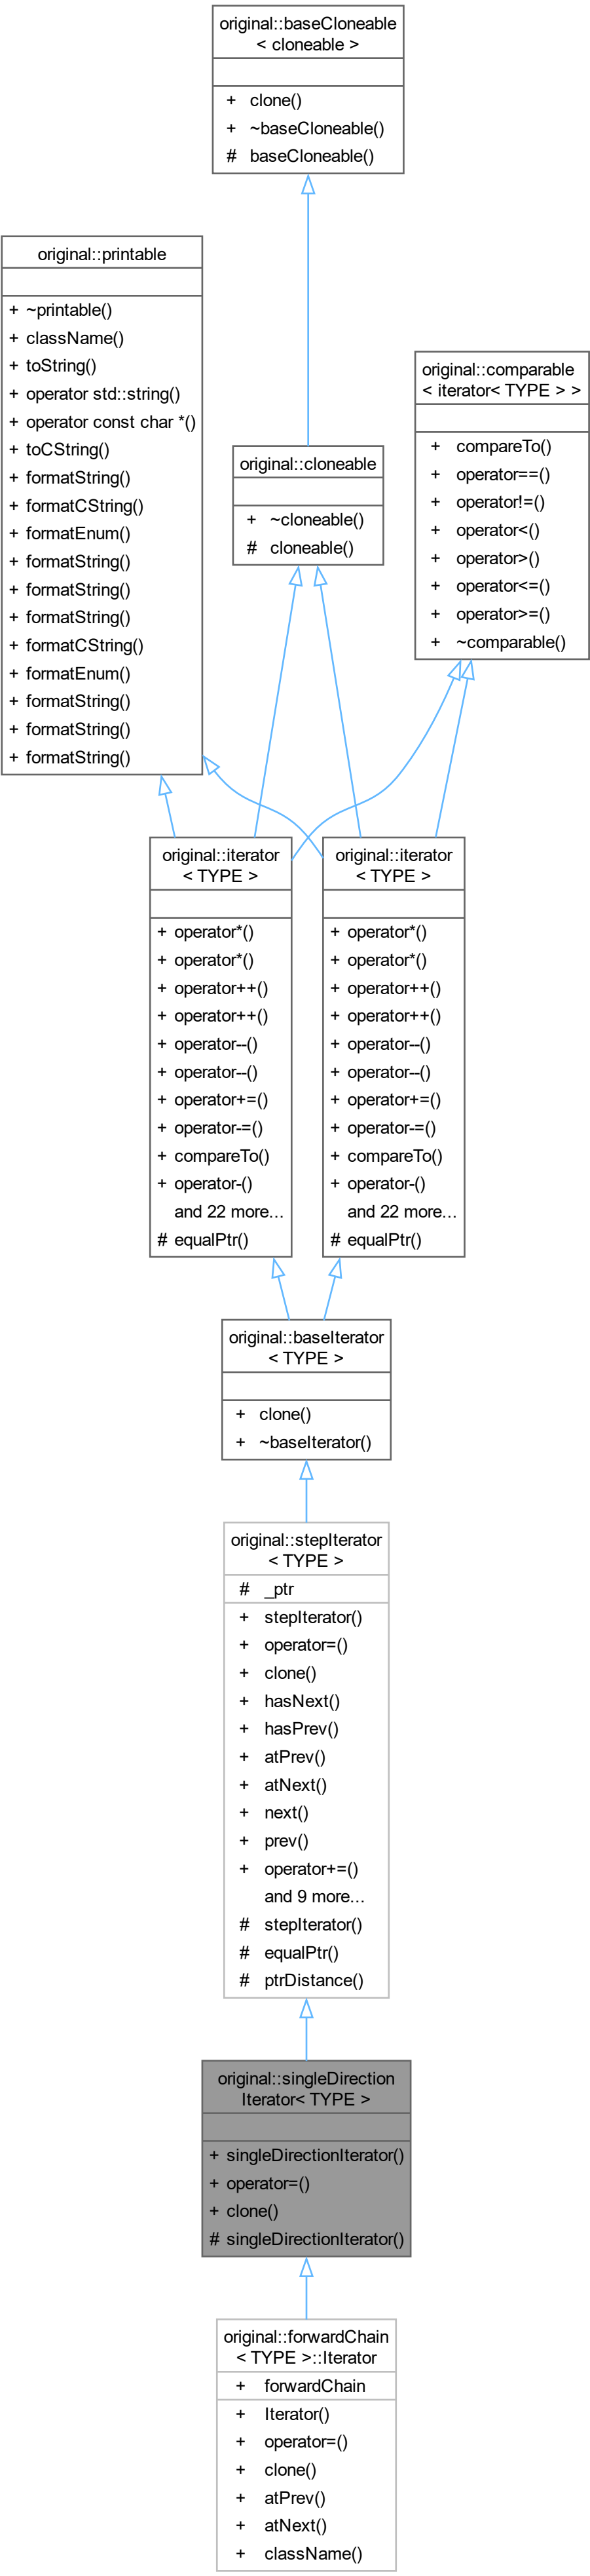 original::baseCloneable
< cloneable >
+ clone()
+ ~baseCloneable()
# baseCloneable()
original::printable
+ ~printable()
+ className()
+ toString()
+ operator std::string()
+ operator const char *()
+ toCString()
+ formatString()
+ formatCString()
+ formatEnum()
+ formatString()
+ formatString()
+ formatString()
+ formatCString()
+ formatEnum()
+ formatString()
+ formatString()
+ formatString()
original::comparable
< iterator< TYPE > >
+ compareTo()
+ operator==()
+ operator!=()
+ operator<()
+ operator>()
+ operator<=()
+ operator>=()
+ ~comparable()
original::cloneable
+ ~cloneable()
# cloneable()
original::iterator
< TYPE >
+ operator*()
+ operator*()
+ operator++()
+ operator++()
+ operator--()
+ operator--()
+ operator+=()
+ operator-=()
+ compareTo()
+ operator-()
and 22 more...
# equalPtr()
original::iterator
< TYPE >
+ operator*()
+ operator*()
+ operator++()
+ operator++()
+ operator--()
+ operator--()
+ operator+=()
+ operator-=()
+ compareTo()
+ operator-()
and 22 more...
# equalPtr()
original::baseIterator
< TYPE >
+ clone()
+ ~baseIterator()
original::stepIterator
< TYPE >
# _ptr
+ stepIterator()
+ operator=()
+ clone()
+ hasNext()
+ hasPrev()
+ atPrev()
+ atNext()
+ next()
+ prev()
+ operator+=()
and 9 more...
# stepIterator()
# equalPtr()
# ptrDistance()
original::singleDirection
Iterator< TYPE >
+ singleDirectionIterator()
+ operator=()
+ clone()
# singleDirectionIterator()
original::forwardChain
< TYPE >::Iterator
+ forwardChain
+ Iterator()
+ operator=()
+ clone()
+ atPrev()
+ atNext()
+ className()